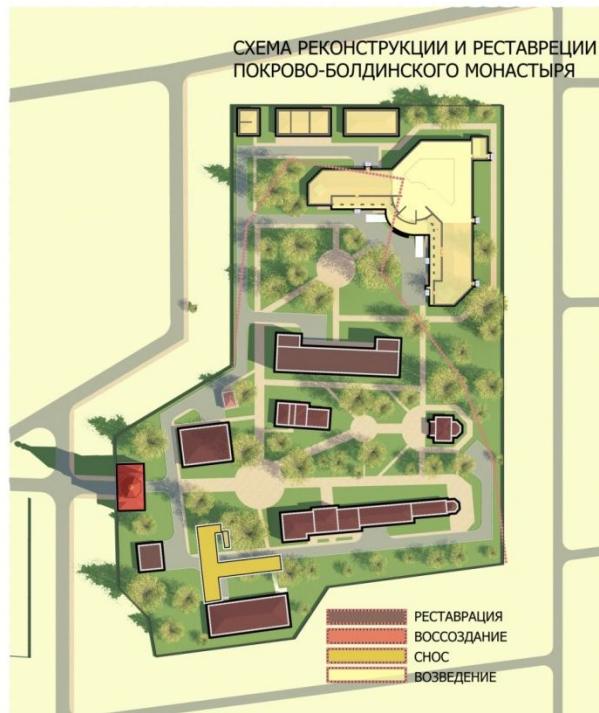 СХЕМА РЕКОНСТРУКЦИИ И РЕСТАВРЕЦИИ
ПОКРОВО-БОЛДИНСКОГО МОНАСТЫРЯ
РЕСТАВРАЦИЯ
ВОССОЗДАНИЕ
СНОС
ВОЗВЕДЕНИЕ